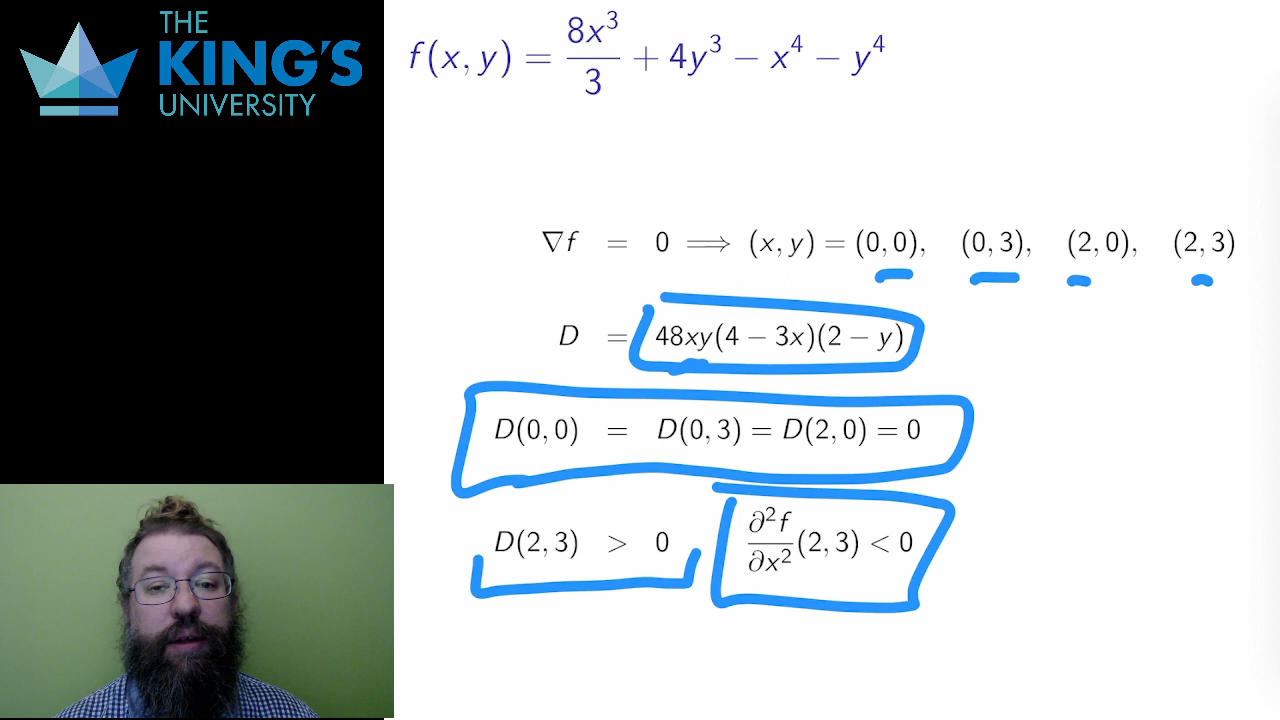 THE
KING'S
UNIVERSITY
f(x, y) = 8x³/3 + 4y³ − x⁴ − y⁴
∇f = 0 ⟹ (x, y) = (0, 0), (0, 3), (2, 0), (2, 3)
D = 48xy(4 − 3x)(2 − y)
D(0, 0) = D(0, 3) = D(2, 0) = 0
D(2, 3) > 0 ∂²f/∂x² (2, 3) < 0